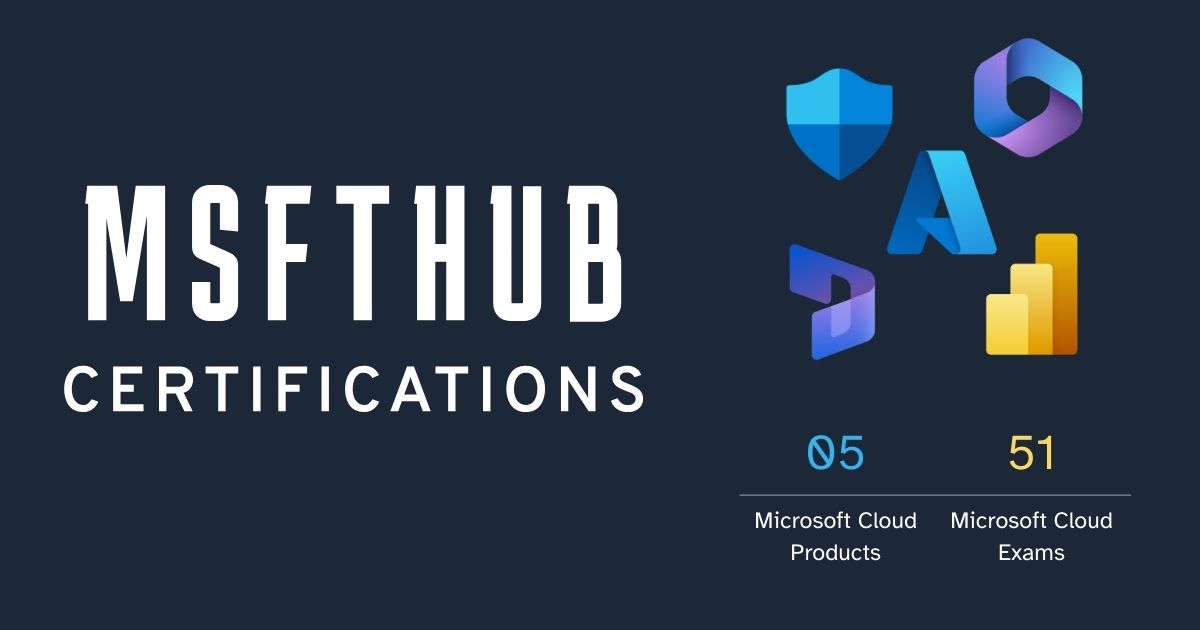 MSFTHUB
CERTIFICATIONS
05
51
Microsoft Cloud
Products
Microsoft Cloud
Exams